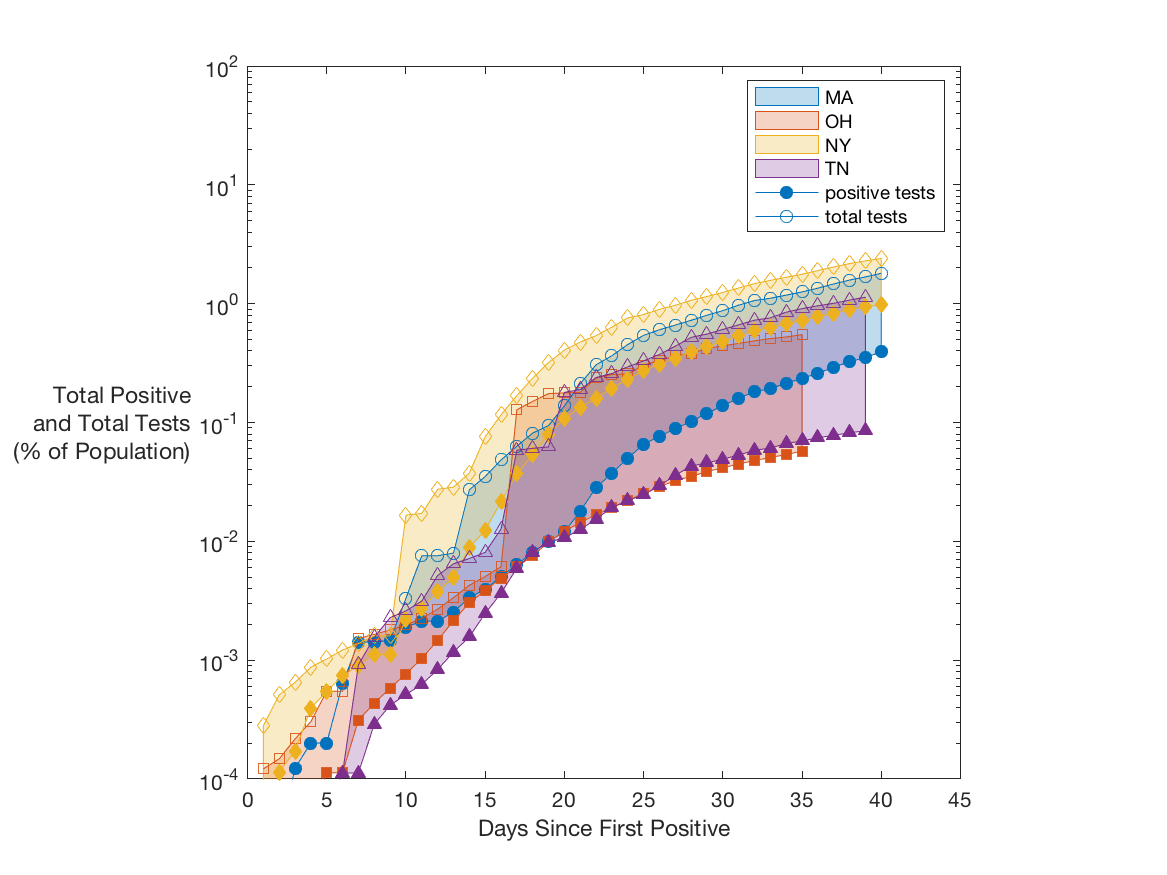 10^2
10^1
10^0
10^-1
10^-2
10^-3
10^-4
Total Positive
and Total Tests
(% of Population)
MA
OH
NY
TN
positive tests
total tests
0 5 10 15 20 25 30 35 40 45
Days Since First Positive